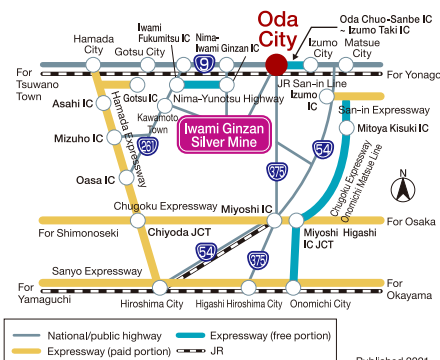 Oda
City
Oda Chuo-Sanbe IC
~ Izumo Taki IC
Iwami
Fukumitsu IC
Nima-
Iwami Ginzan IC
Hamada
City
Gotsu City
Izumo
City
Matsue
City
9
For
Tsuwano
Town
For Yonago
JR San-in Line
Gotsu IC
Nima-Yunotsu Highway
Izumo
IC
San-in Expressway
Asahi IC
Hamada Expressway
Kawamoto
Town
Mitoya Kisuki IC
Iwami Ginzan
Silver Mine
Mizuho IC
261
54
375
Chugoku Expressway
Onomichi Matsue Line
Oasa IC
N
Chugoku Expressway
Miyoshi IC
For Shimonoseki
For Osaka
Chiyoda JCT
Miyoshi Higashi
IC JCT
54
375
Sanyo Expressway
For
Yamaguchi
For
Okayama
Hiroshima City
Higashi Hiroshima City
Onomichi City
National/public highway
Expressway (free portion)
Expressway (paid portion)
JR